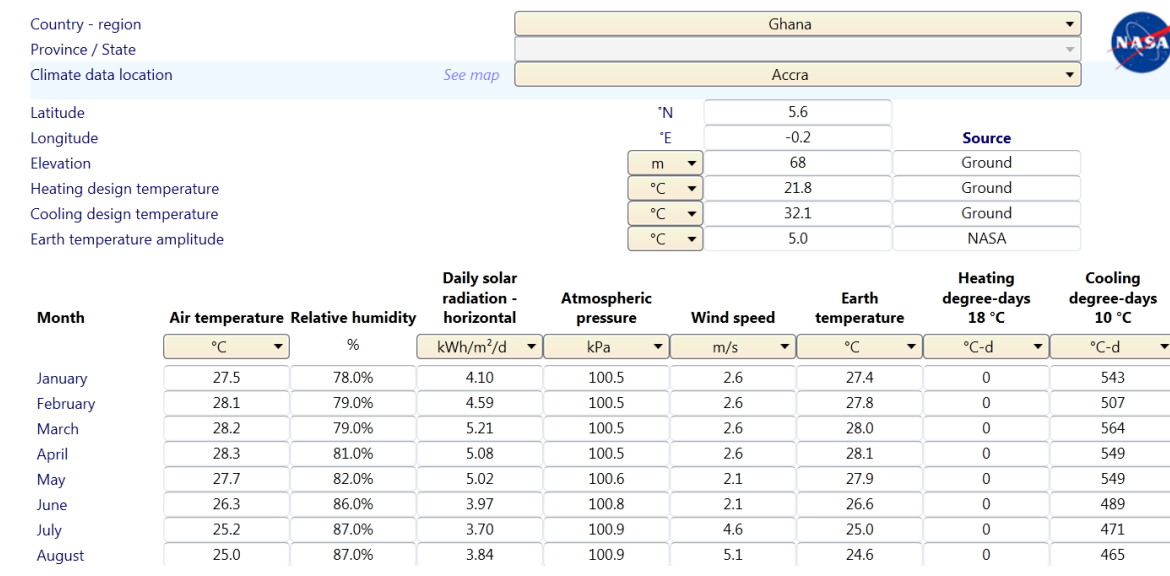 Country - region Ghana
Province / State
Climate data location See map Accra
NASA
Latitude °N 5.6
Longitude °E -0.2 Source
Elevation m 68 Ground
Heating design temperature °C 21.8 Ground
Cooling design temperature °C 32.1 Ground
Earth temperature amplitude °C 5.0 NASA
Month Air temperature Relative humidity Daily solar radiation - horizontal Atmospheric pressure Wind speed Earth temperature Heating degree-days 18 °C Cooling degree-days 10 °C
°C % kWh/m²/d kPa m/s °C °C-d °C-d
January 27.5 78.0% 4.10 100.5 2.6 27.4 0 543
February 28.1 79.0% 4.59 100.5 2.6 27.8 0 507
March 28.2 79.0% 5.21 100.5 2.6 28.0 0 564
April 28.3 81.0% 5.08 100.5 2.6 28.1 0 549
May 27.7 82.0% 5.02 100.6 2.1 27.9 0 549
June 26.3 86.0% 3.97 100.8 2.1 26.6 0 489
July 25.2 87.0% 3.70 100.9 4.6 25.0 0 471
August 25.0 87.0% 3.84 100.9 5.1 24.6 0 465